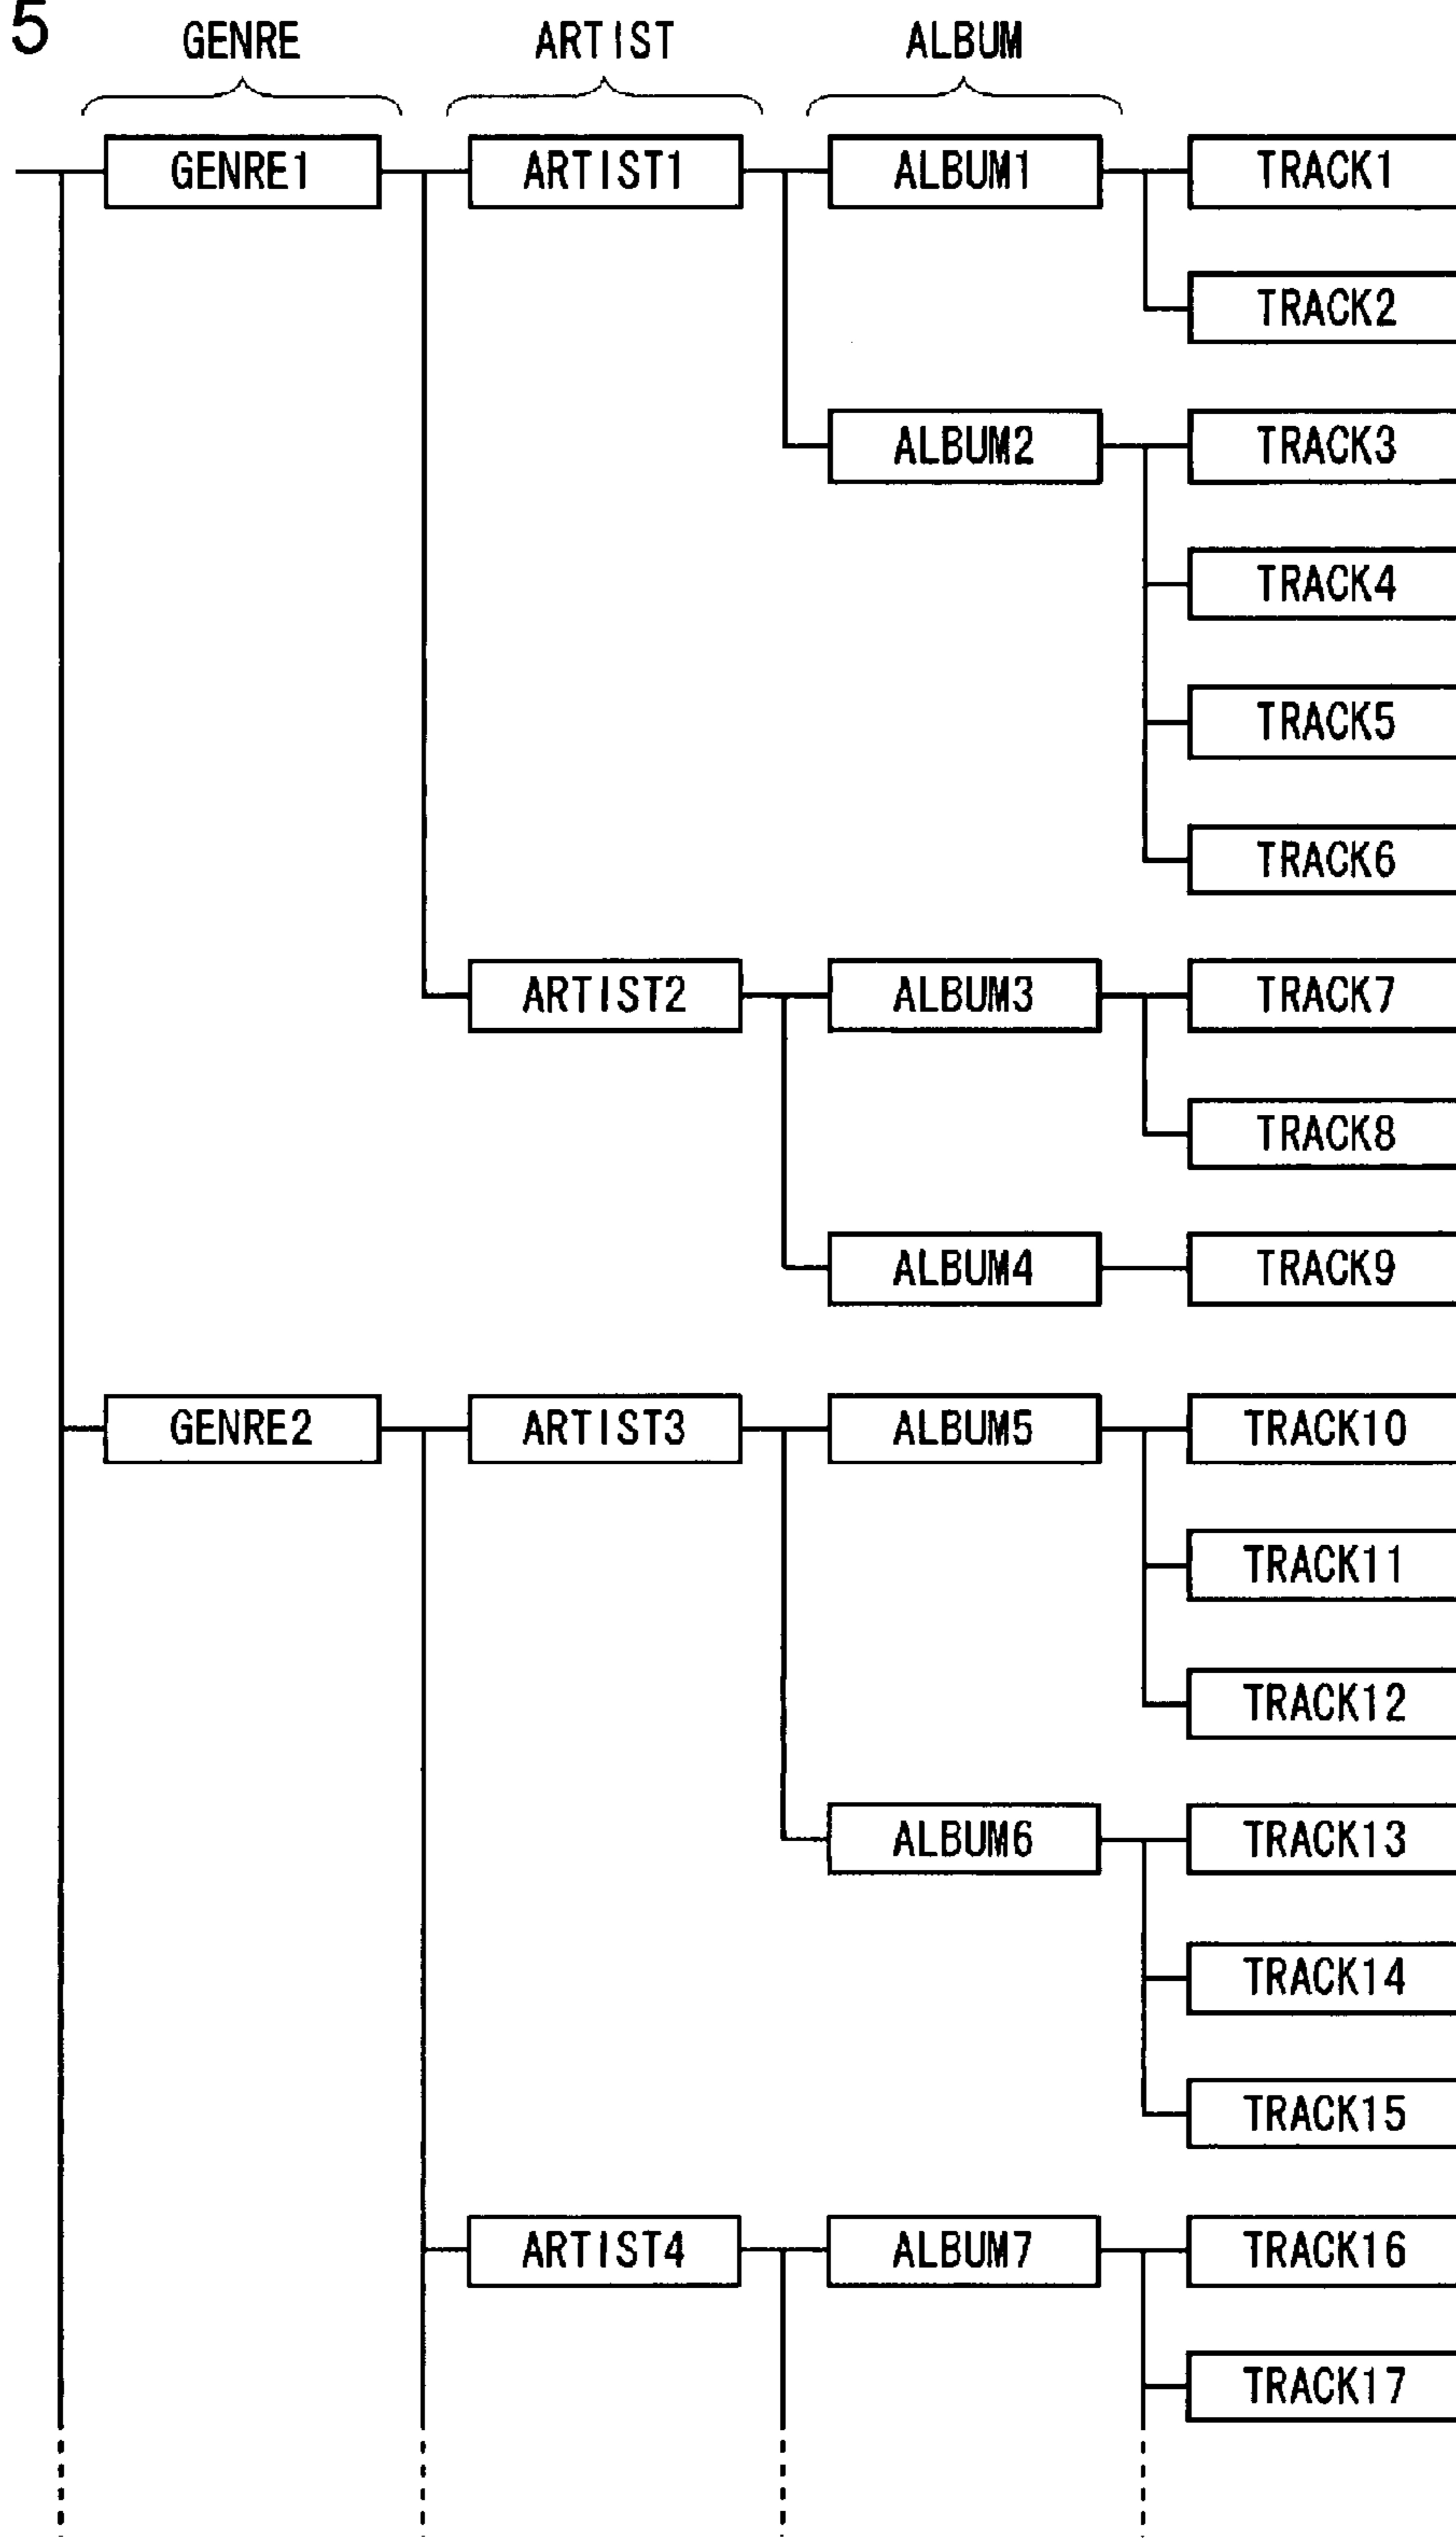 5
GENRE ARTIST ALBUM
GENRE1 ARTIST1 ALBUM1 TRACK1
TRACK2
ALBUM2 TRACK3
TRACK4
TRACK5
TRACK6
ARTIST2 ALBUM3 TRACK7
TRACK8
ALBUM4 TRACK9
GENRE2 ARTIST3 ALBUM5 TRACK10
TRACK11
TRACK12
ALBUM6 TRACK13
TRACK14
TRACK15
ARTIST4 ALBUM7 TRACK16
TRACK17